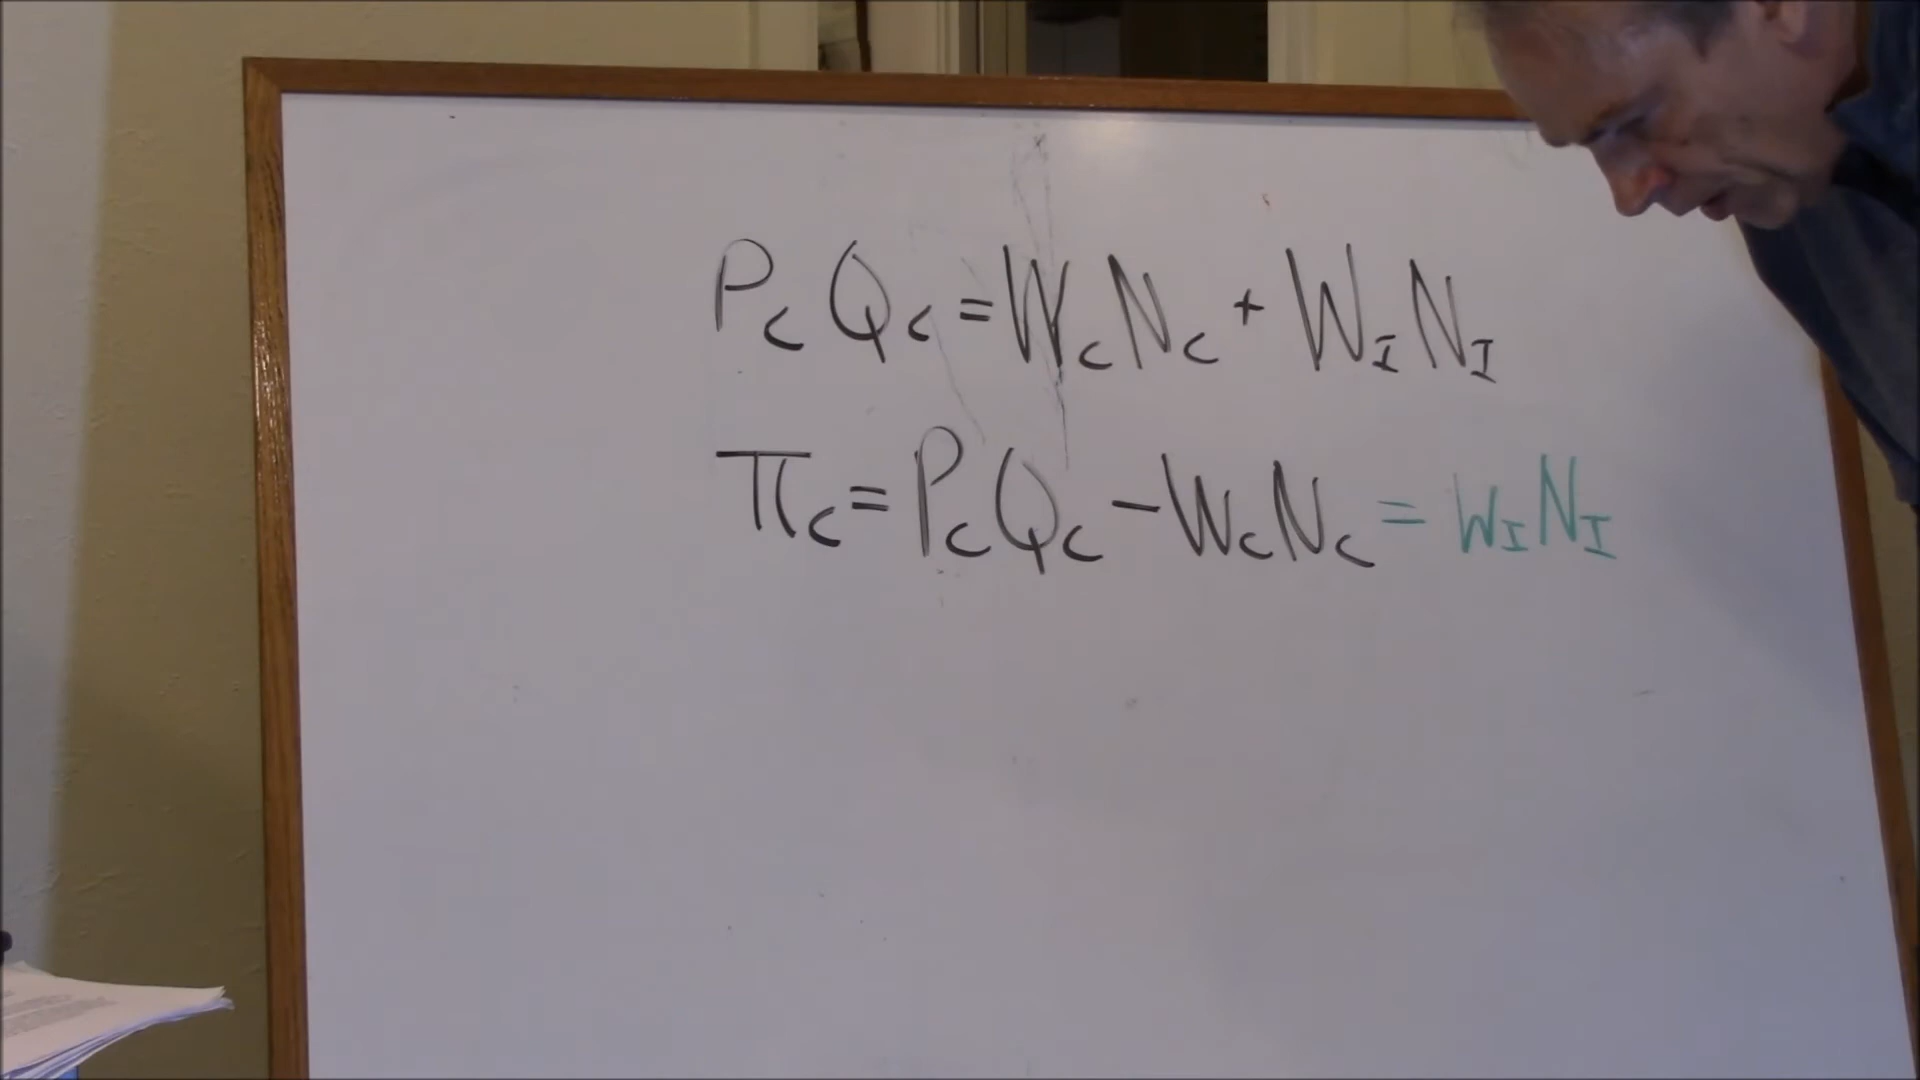 P_C Q_C = W_C N_C + W_I N_I
π_C = P_C Q_C − W_C N_C = W_I N_I